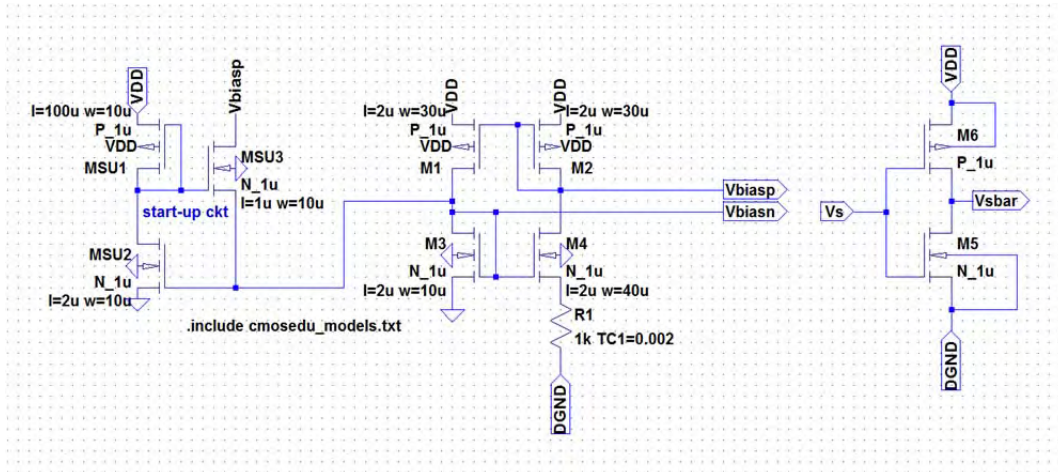 VDD
l=100u w=10u
P_1u
VDD
MSU1
Vbiasp
MSU3
N_1u
l=1u w=10u
start-up ckt
MSU2
N_1u
l=2u w=10u
.include cmosedu_models.txt
VDD
l=2u w=30u
P_1u
VDD
M1
VDD
l=2u w=30u
P_1u
VDD
M2
Vbiasp
Vbiasn
M3
N_1u
l=2u w=10u
M4
N_1u
l=2u w=40u
R1
1k TC1=0.002
DGND
VDD
M6
P_1u
Vs
Vsbar
M5
N_1u
DGND